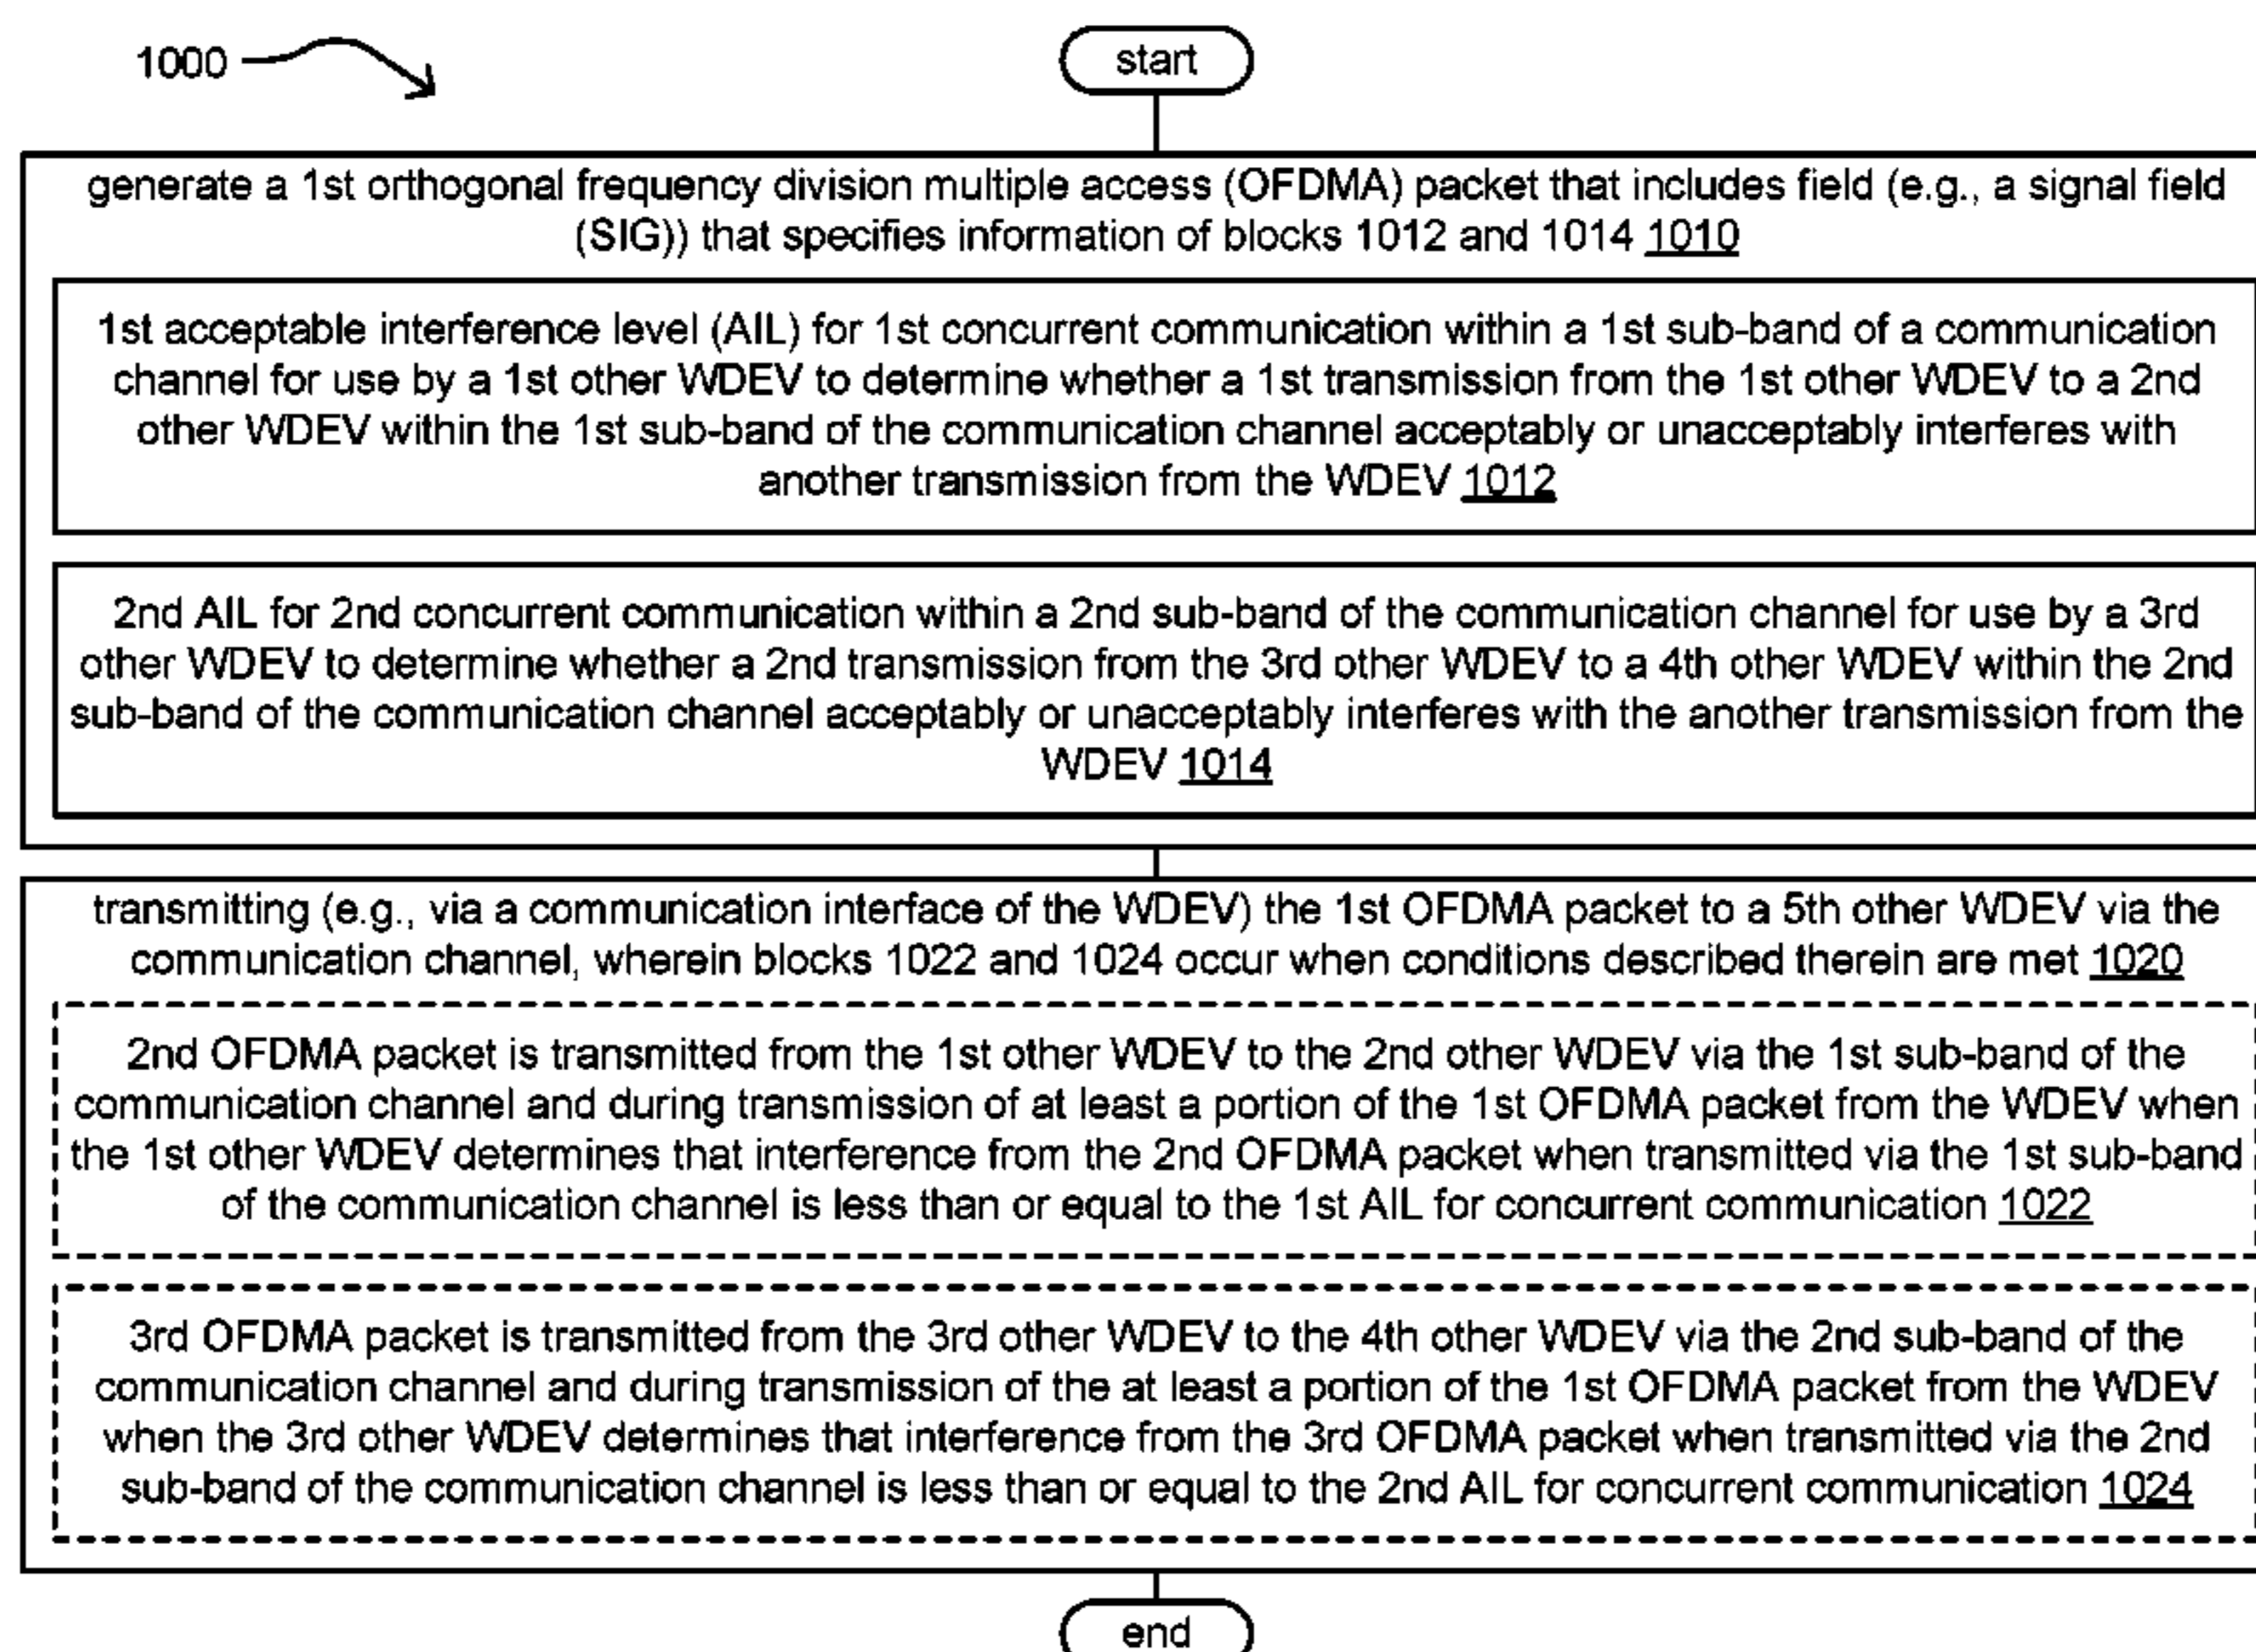 1000
start
generate a 1st orthogonal frequency division multiple access (OFDMA) packet that includes field (e.g., a signal field
(SIG)) that specifies information of blocks 1012 and 1014 1010
1st acceptable interference level (AIL) for 1st concurrent communication within a 1st sub-band of a communication
channel for use by a 1st other WDEV to determine whether a 1st transmission from the 1st other WDEV to a 2nd
other WDEV within the 1st sub-band of the communication channel acceptably or unacceptably interferes with
another transmission from the WDEV 1012
2nd AIL for 2nd concurrent communication within a 2nd sub-band of the communication channel for use by a 3rd
other WDEV to determine whether a 2nd transmission from the 3rd other WDEV to a 4th other WDEV within the 2nd
sub-band of the communication channel acceptably or unacceptably interferes with the another transmission from the
WDEV 1014
transmitting (e.g., via a communication interface of the WDEV) the 1st OFDMA packet to a 5th other WDEV via the
communication channel, wherein blocks 1022 and 1024 occur when conditions described therein are met 1020
2nd OFDMA packet is transmitted from the 1st other WDEV to the 2nd other WDEV via the 1st sub-band of the
communication channel and during transmission of at least a portion of the 1st OFDMA packet from the WDEV when
the 1st other WDEV determines that interference from the 2nd OFDMA packet when transmitted via the 1st sub-band
of the communication channel is less than or equal to the 1st AIL for concurrent communication 1022
3rd OFDMA packet is transmitted from the 3rd other WDEV to the 4th other WDEV via the 2nd sub-band of the
communication channel and during transmission of the at least a portion of the 1st OFDMA packet from the WDEV
when the 3rd other WDEV determines that interference from the 3rd OFDMA packet when transmitted via the 2nd
sub-band of the communication channel is less than or equal to the 2nd AIL for concurrent communication 1024
end